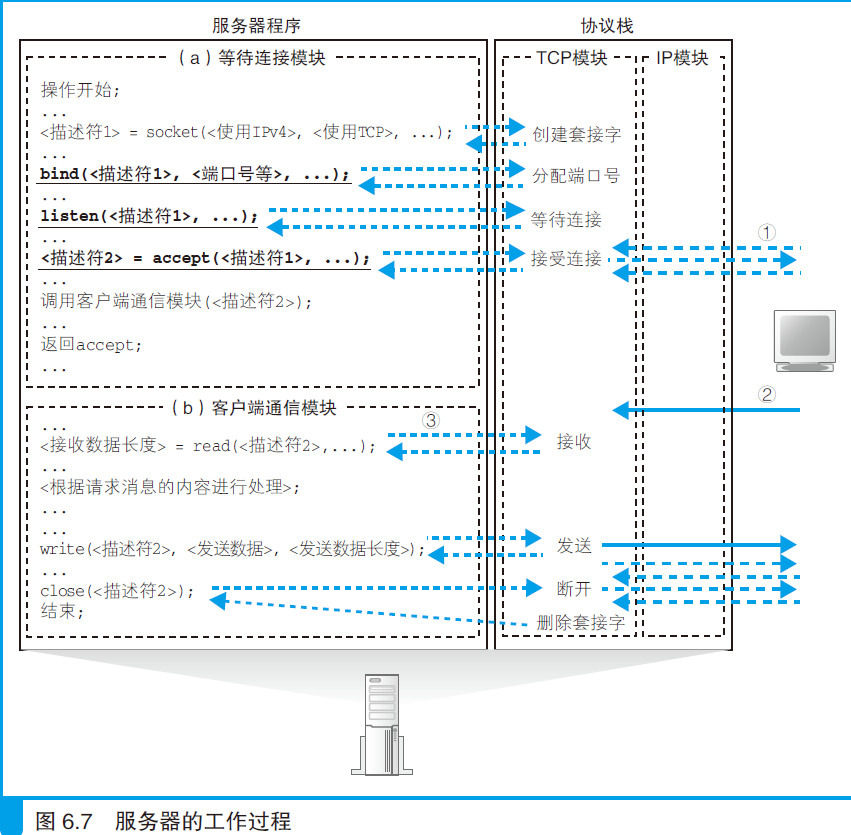 服务器程序
协议栈
（a）等待连接模块
TCP模块
IP模块
操作开始;
...
<描述符1> = socket(<使用IPv4>, <使用TCP>, ...);
创建套接字
...
bind(<描述符1>, <端口号等>, ...);
分配端口号
...
listen(<描述符1>, ...);
等待连接
...
①
<描述符2> = accept(<描述符1>, ...);
接受连接
...
调用客户端通信模块(<描述符2>);
...
返回accept;
...
②
（b）客户端通信模块
...
③
<接收数据长度> = read(<描述符2>,...);
接收
...
<根据请求消息的内容进行处理>;
...
...
write(<描述符2>, <发送数据>, <发送数据长度>);
发送
...
close(<描述符2>);
断开
结束;
删除套接字
图 6.7 服务器的工作过程